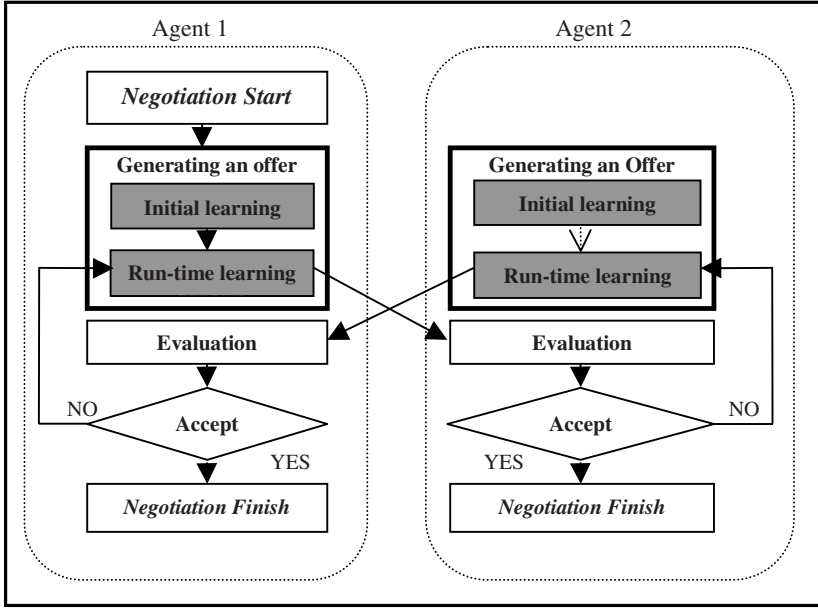 Agent 1
Agent 2
Negotiation Start
Generating an offer
Initial learning
Run-time learning
Evaluation
NO
Accept
YES
Negotiation Finish
Generating an Offer
Initial learning
Run-time learning
Evaluation
Accept
NO
YES
Negotiation Finish